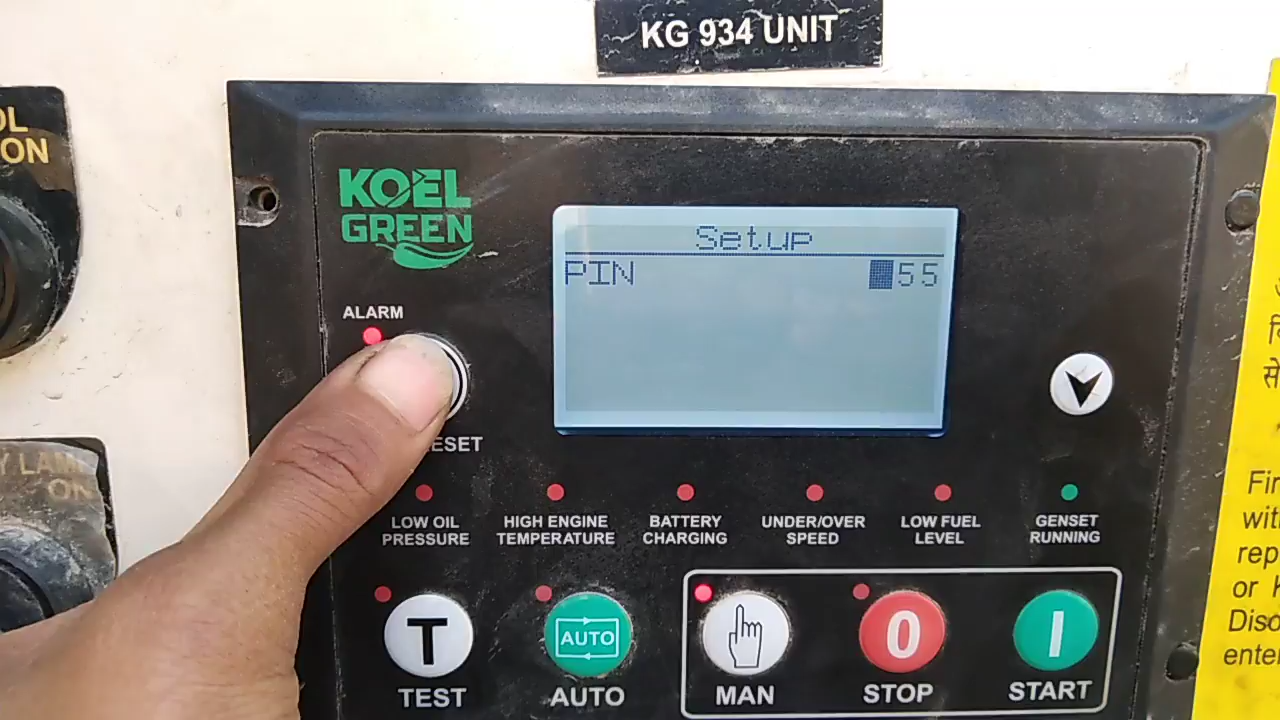 KG 934 UNIT
OL
ON
KOEL
GREEN
Setup
PIN 55
ALARM
ESET
LOW OIL
PRESSURE
HIGH ENGINE
TEMPERATURE
BATTERY
CHARGING
UNDER/OVER
SPEED
LOW FUEL
LEVEL
GENSET
RUNNING
Y LAM
ON
T
AUTO
0
I
TEST
AUTO
MAN
STOP
START
से
Fir
with
rep
or
Disc
enter